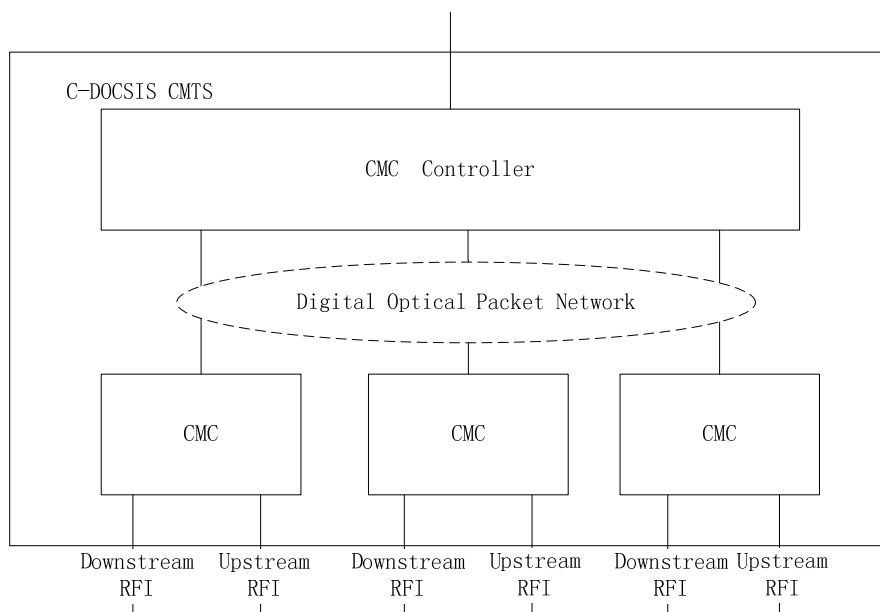 C-DOCSIS CMTS
CMC Controller
Digital Optical Packet Network
CMC
CMC
CMC
Downstream RFI
Upstream RFI
Downstream RFI
Upstream RFI
Downstream RFI
Upstream RFI